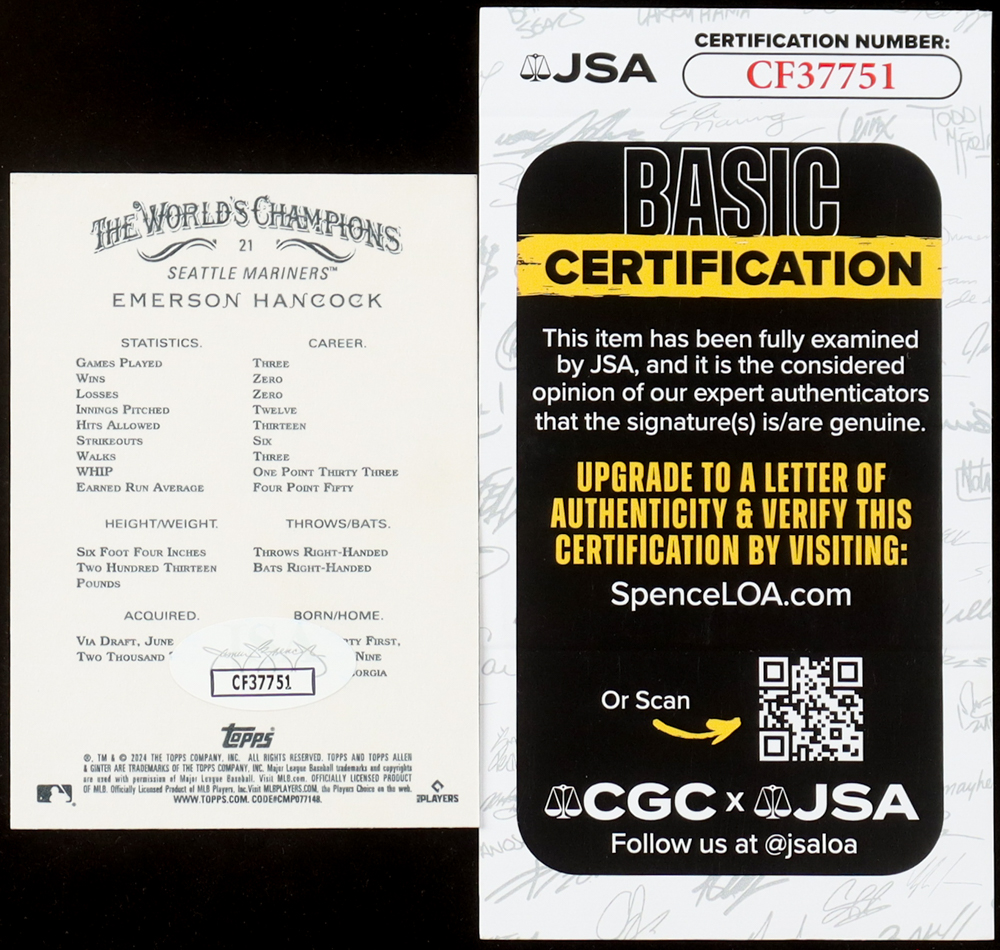 THE WORLD'S CHAMPIONS
21
SEATTLE MARINERS™
EMERSON HANCOCK
STATISTICS. CAREER.
GAMES PLAYED THREE
WINS ZERO
LOSSES ZERO
INNINGS PITCHED TWELVE
HITS ALLOWED THIRTEEN
STRIKEOUTS SIX
WALKS THREE
WHIP ONE POINT THIRTY THREE
EARNED RUN AVERAGE FOUR POINT FIFTY
HEIGHT/WEIGHT. THROWS/BATS.
SIX FOOT FOUR INCHES THROWS RIGHT-HANDED
TWO HUNDRED THIRTEEN BATS RIGHT-HANDED
POUNDS
ACQUIRED. BORN/HOME.
VIA DRAFT, JUNE TY FIRST,
TWO THOUSAND NINE
ORGIA
CF37751
Topps
®, TM & © 2024 THE TOPPS COMPANY, INC. ALL RIGHTS RESERVED. TOPPS AND TOPPS ALLEN
& GINTER ARE TRADEMARKS OF THE TOPPS COMPANY, INC. Major League Baseball trademarks and copyrights
are used with permission of Major League Baseball. Visit MLB.com. OFFICIALLY LICENSED PRODUCT
OF MLB. Officially Licensed Product of MLB Players, Inc. Visit MLBPLAYERS.COM, the Players Choice on the web.
WWW.TOPPS.COM. CODE#CMP077148.
PLAYERS
JSA
CERTIFICATION NUMBER:
CF37751
BASIC
CERTIFICATION
This item has been fully examined
by JSA, and it is the considered
opinion of our expert authenticators
that the signature(s) is/are genuine.
UPGRADE TO A LETTER OF
AUTHENTICITY & VERIFY THIS
CERTIFICATION BY VISITING:
SpenceLOA.com
Or Scan
CGC x JSA
Follow us at @jsaloa